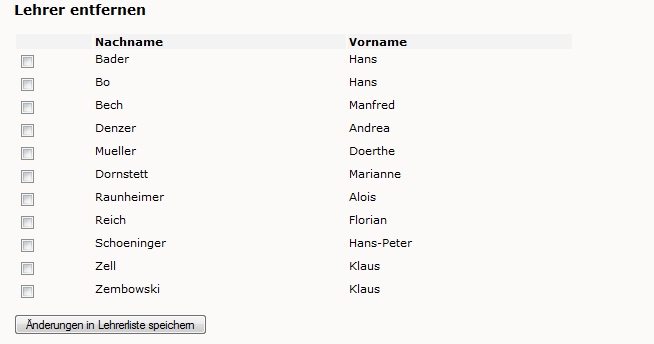 Lehrer entfernen
Nachname Vorname
Bader Hans
Bo Hans
Bech Manfred
Denzer Andrea
Mueller Doerthe
Dornstett Marianne
Raunheimer Alois
Reich Florian
Schoeninger Hans-Peter
Zell Klaus
Zembowski Klaus
Änderungen in Lehrerliste speichern